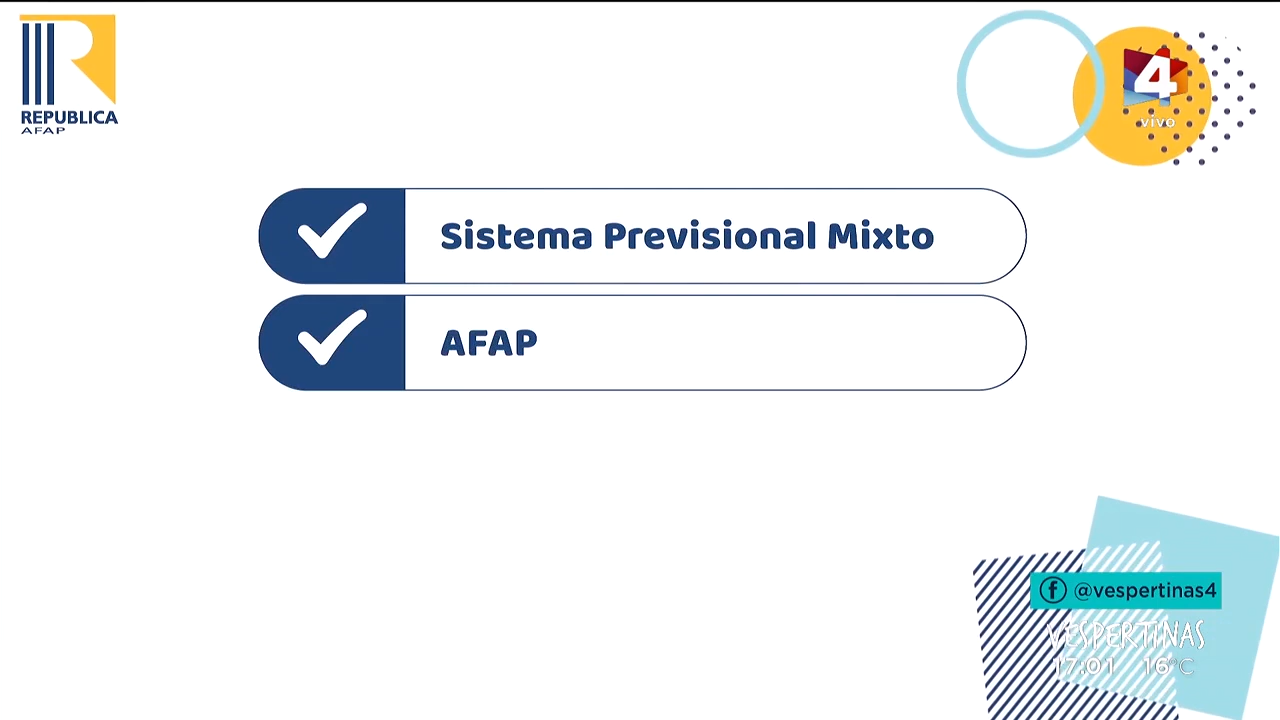 REPUBLICA
AFAP
4
vivo
Sistema Previsional Mixto
AFAP
@vespertinas4
VESPERTINAS
17:01 16°C